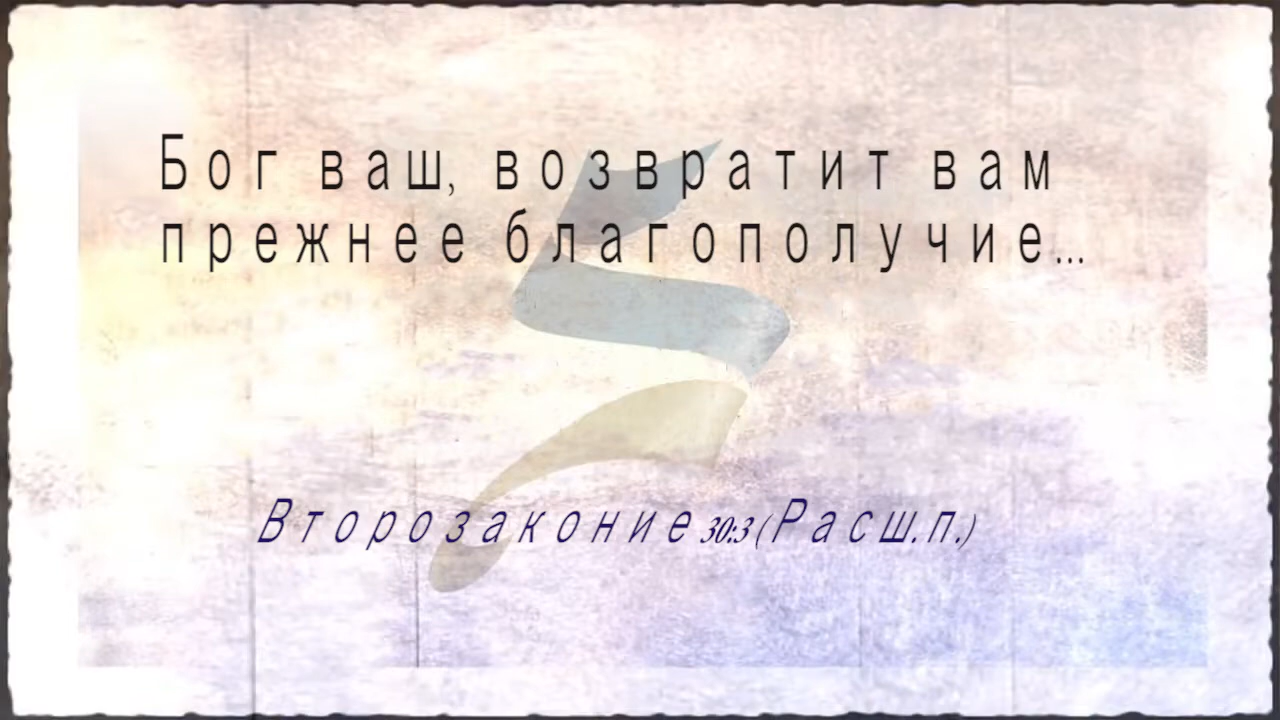 Бог ваш, возвратит вам
прежнее благополучие...
Второзаконие 30:3 (Расш.п.)